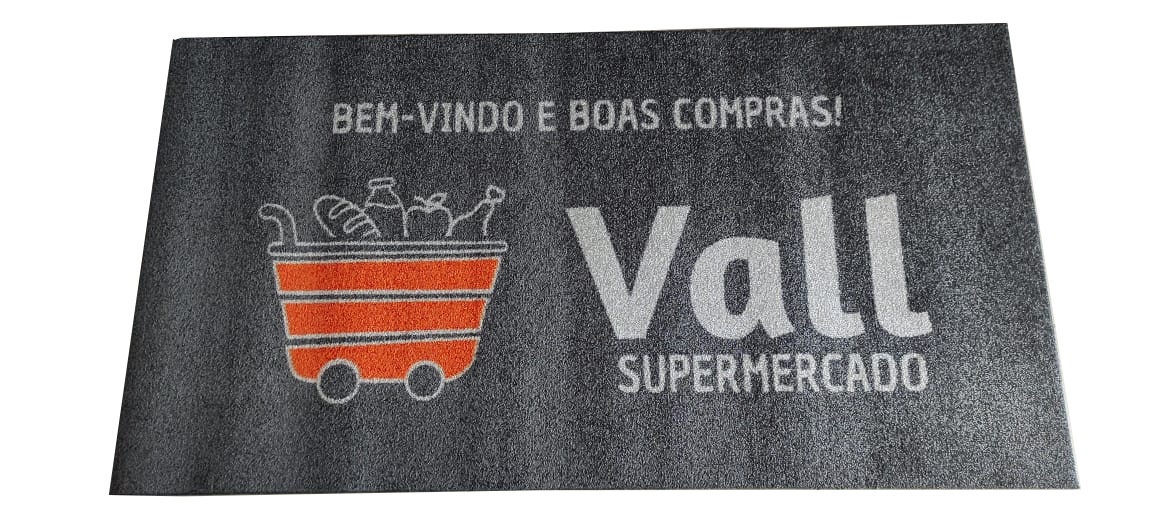 BEM-VINDO E BOAS COMPRAS!
Vall
SUPERMERCADO